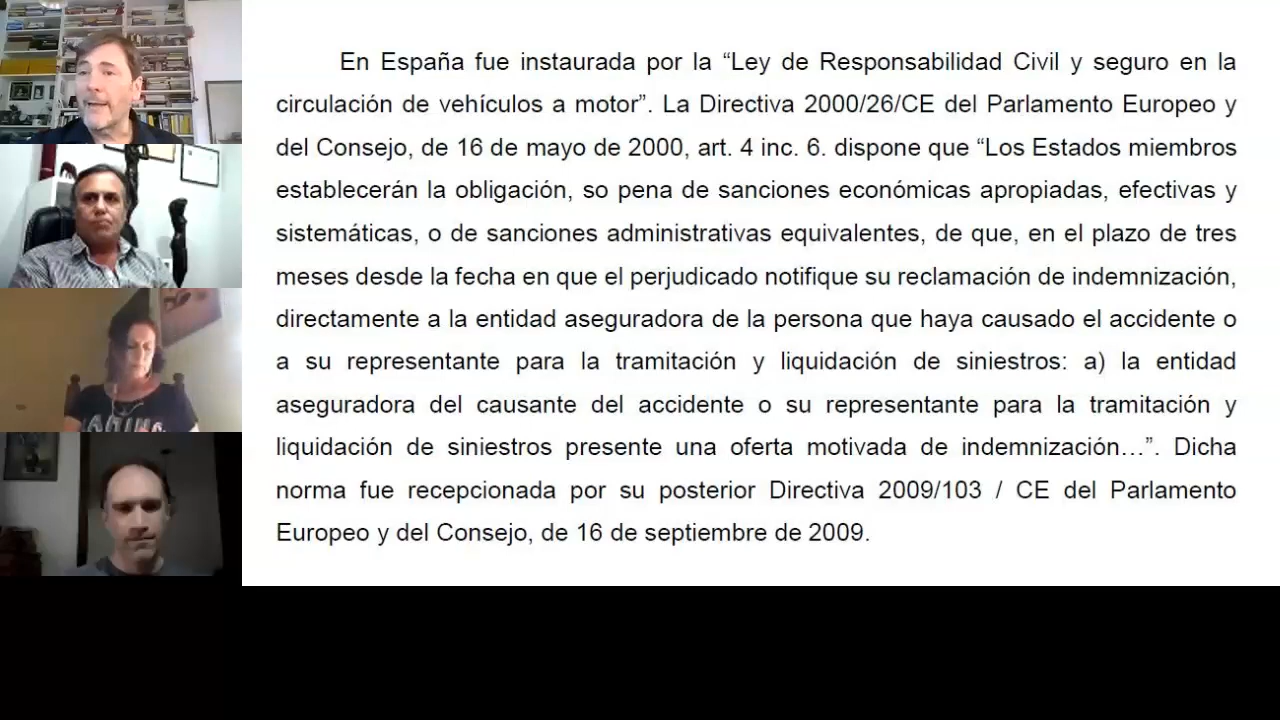 En España fue instaurada por la “Ley de Responsabilidad Civil y seguro en la
circulación de vehículos a motor”. La Directiva 2000/26/CE del Parlamento Europeo y
del Consejo, de 16 de mayo de 2000, art. 4 inc. 6. dispone que “Los Estados miembros
establecerán la obligación, so pena de sanciones económicas apropiadas, efectivas y
sistemáticas, o de sanciones administrativas equivalentes, de que, en el plazo de tres
meses desde la fecha en que el perjudicado notifique su reclamación de indemnización,
directamente a la entidad aseguradora de la persona que haya causado el accidente o
a su representante para la tramitación y liquidación de siniestros: a) la entidad
aseguradora del causante del accidente o su representante para la tramitación y
liquidación de siniestros presente una oferta motivada de indemnización…”. Dicha
norma fue recepcionada por su posterior Directiva 2009/103 / CE del Parlamento
Europeo y del Consejo, de 16 de septiembre de 2009.